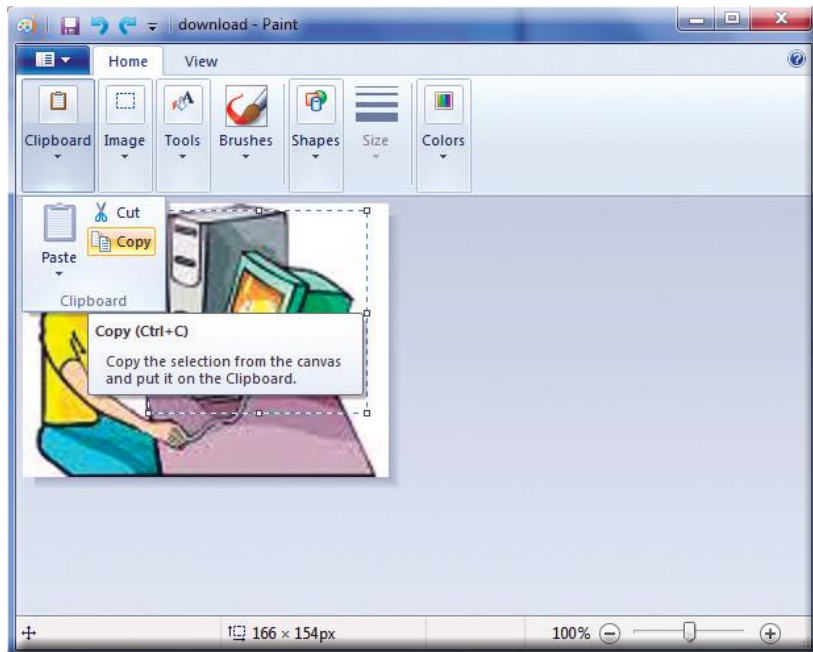 download - Paint
Home View
Clipboard Image Tools Brushes Shapes Size Colors
Cut
Copy
Paste
Clipboard
Copy (Ctrl+C)
Copy the selection from the canvas
and put it on the Clipboard.
166 × 154px 100%